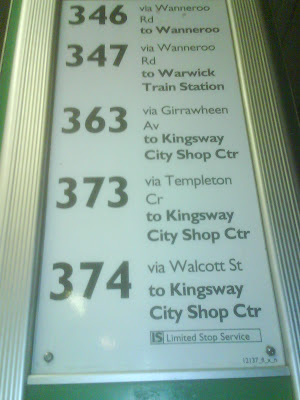 346 via Wanneroo
Rd
to Wanneroo
347 via Wanneroo
Rd
to Warwick
Train Station
363 via Girrawheen
Av
to Kingsway
City Shop Ctr
373 via Templeton
Cr
to Kingsway
City Shop Ctr
374 via Walcott St
to Kingsway
City Shop Ctr
LS Limited Stop Service